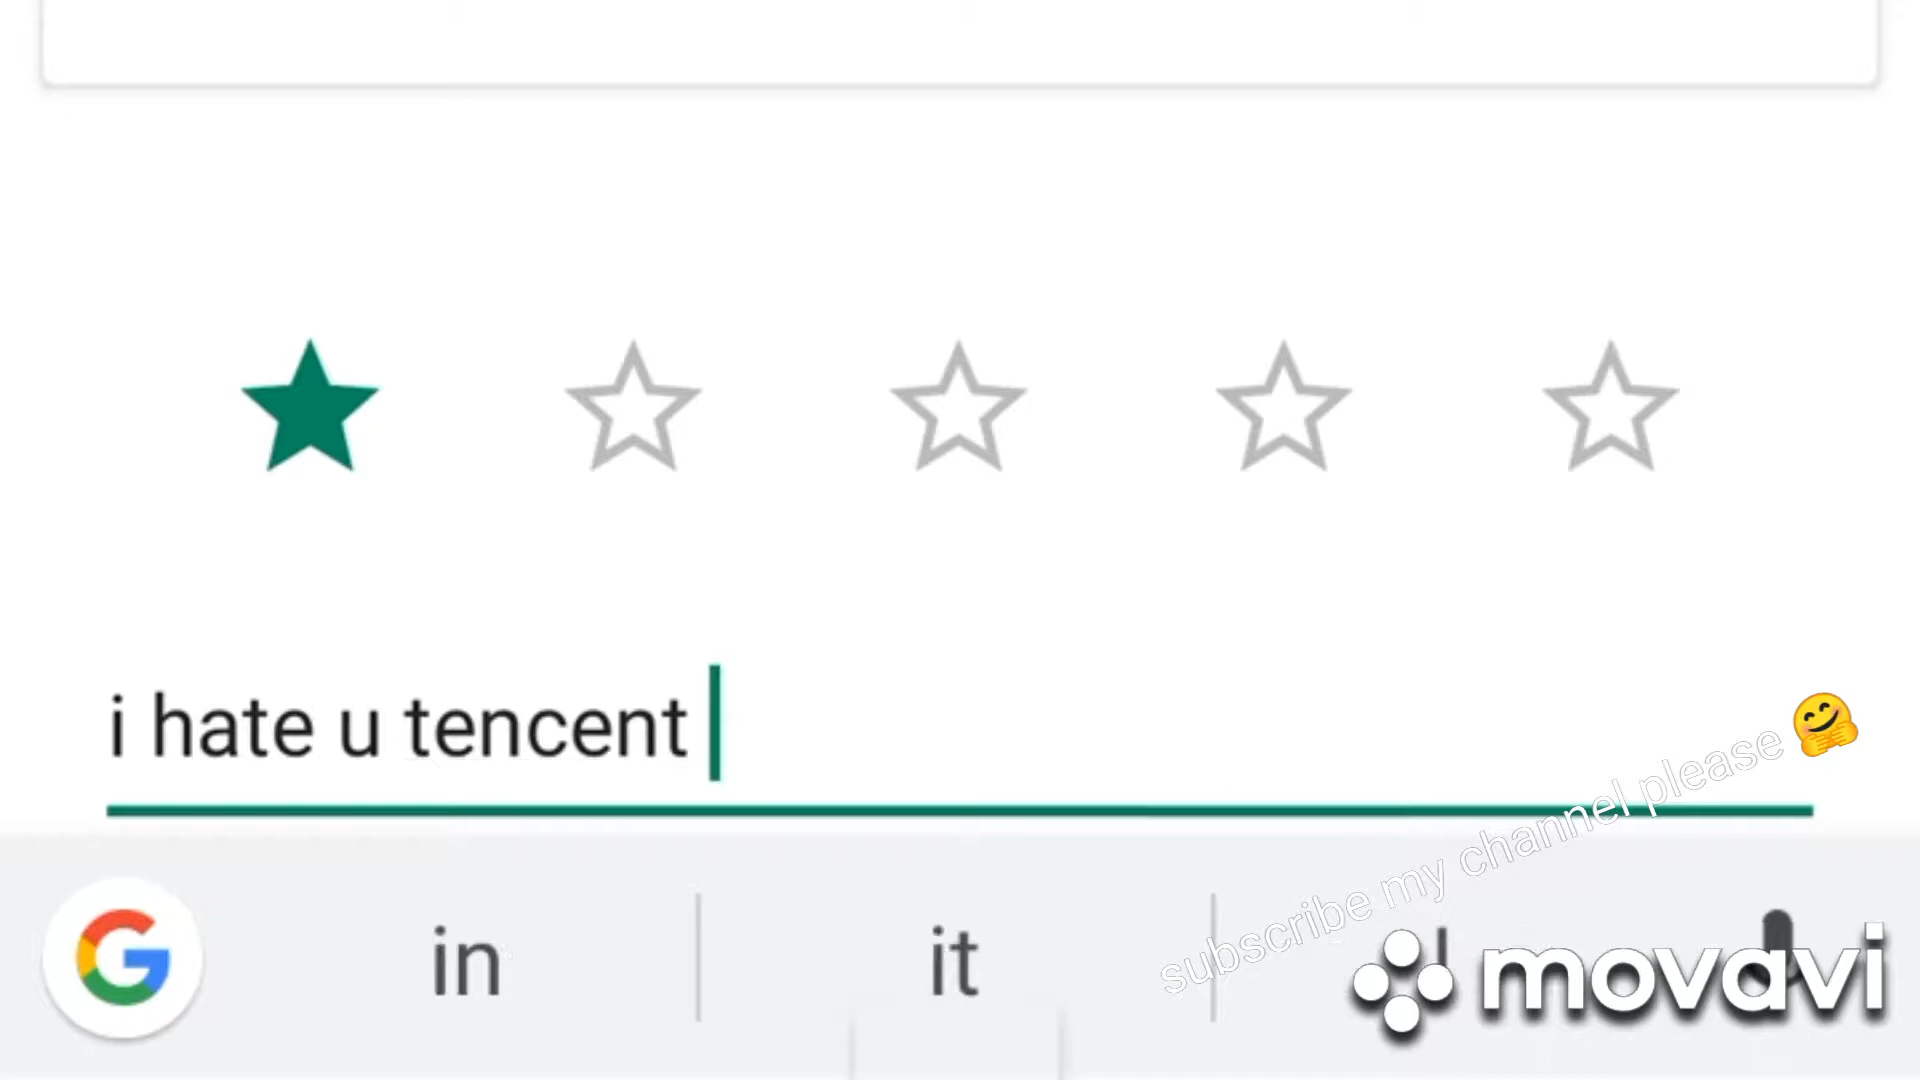 i hate u tencent
subscribe my channel please 🤗
in
it
movavi